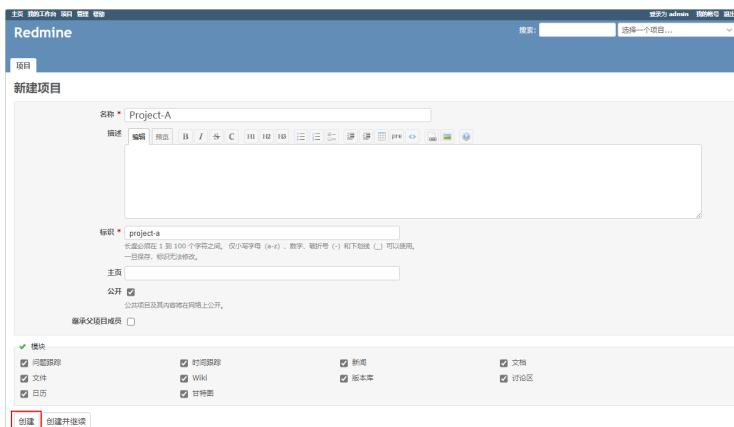 主页 我的工作台 项目 管理 帮助 登录为 admin 我的帐号 退出
Redmine 搜索: 选择一个项目...
项目
新建项目
名称 * Project-A
描述 编辑 预览 B I S C H1 H2 H3 pre <>
标识 * project-a
长度必须在 1 到 100 个字符之间。 仅小写字母 (a-z)、数字、破折号 (-) 和下划线 (_) 可以使用。
一旦保存，标识无法修改。
主页
公开
公共项目及其内容将在网络上公开。
继承父项目成员
模块
问题跟踪 时间跟踪 新闻 文档
文件 Wiki 版本库 讨论区
日历 甘特图
创建 创建并继续